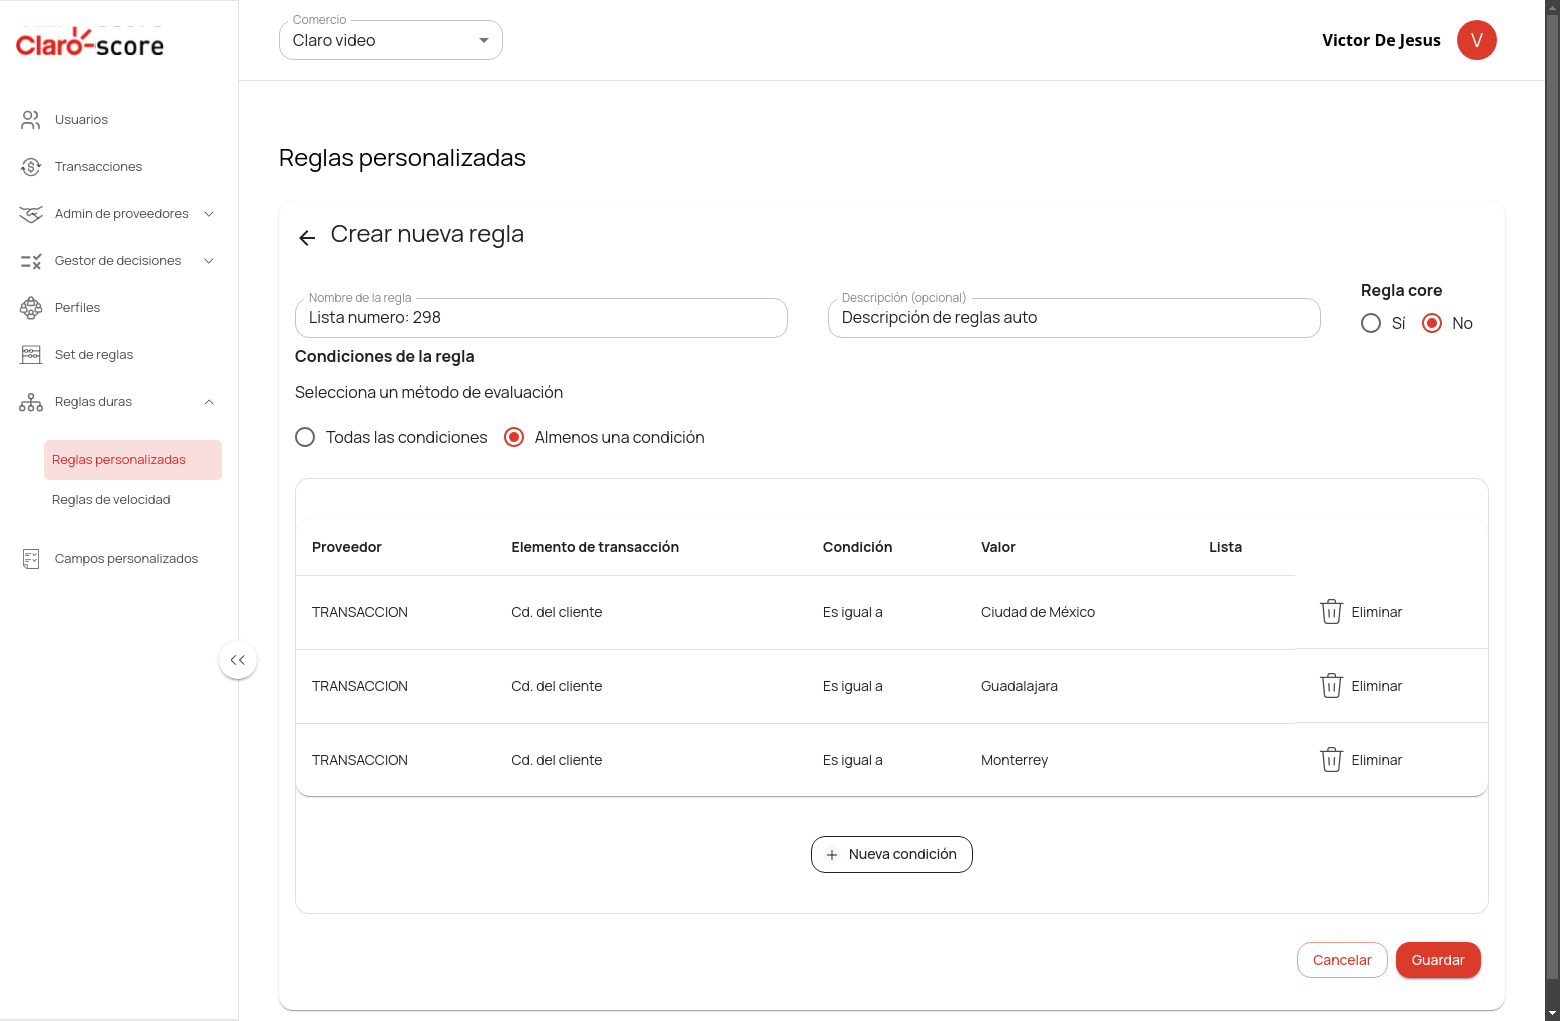 Claro-score
Comercio
Claro video
Victor De Jesus
V
Usuarios
Transacciones
Admin de proveedores
Gestor de decisiones
Perfiles
Set de reglas
Reglas duras
Reglas personalizadas
Reglas de velocidad
Campos personalizados
Reglas personalizadas
Crear nueva regla
Nombre de la regla
Lista numero: 298
Descripción (opcional)
Descripción de reglas auto
Regla core
Sí No
Condiciones de la regla
Selecciona un método de evaluación
Todas las condiciones Almenos una condición
Proveedor Elemento de transacción Condición Valor Lista
TRANSACCION Cd. del cliente Es igual a Ciudad de México Eliminar
TRANSACCION Cd. del cliente Es igual a Guadalajara Eliminar
TRANSACCION Cd. del cliente Es igual a Monterrey Eliminar
+ Nueva condición
Cancelar Guardar